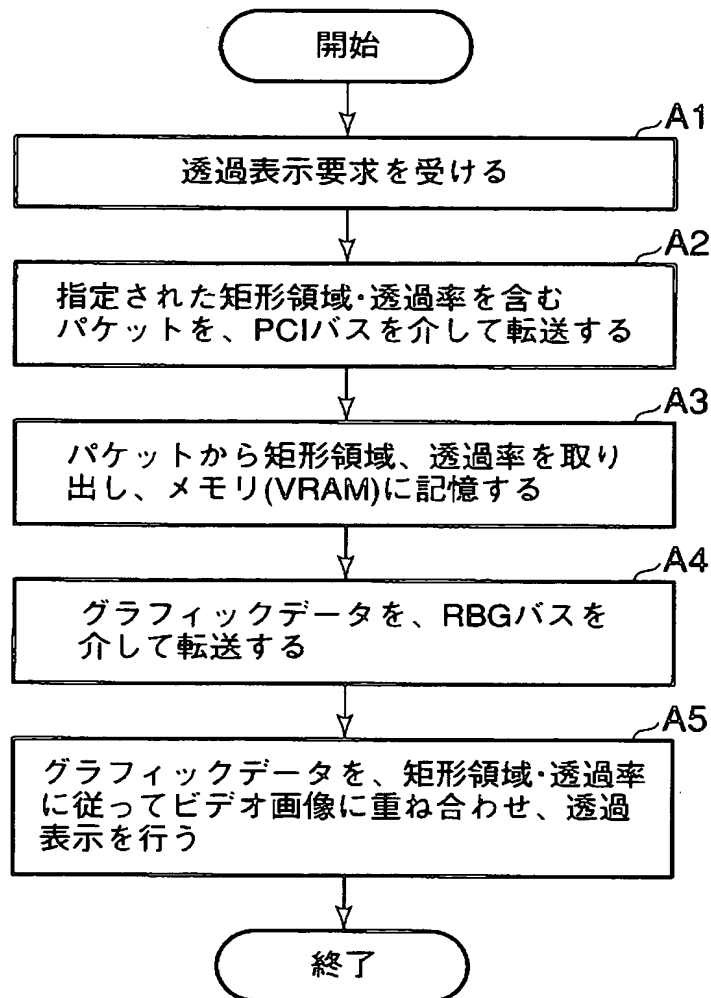 開始
A1
透過表示要求を受ける
A2
指定された矩形領域･透過率を含む
パケットを、PCIバスを介して転送する
A3
パケットから矩形領域、透過率を取り
出し、メモリ(VRAM)に記憶する
A4
グラフィックデータを、RBGバスを
介して転送する
A5
グラフィックデータを、矩形領域･透過率
に従ってビデオ画像に重ね合わせ、透過
表示を行う
終了